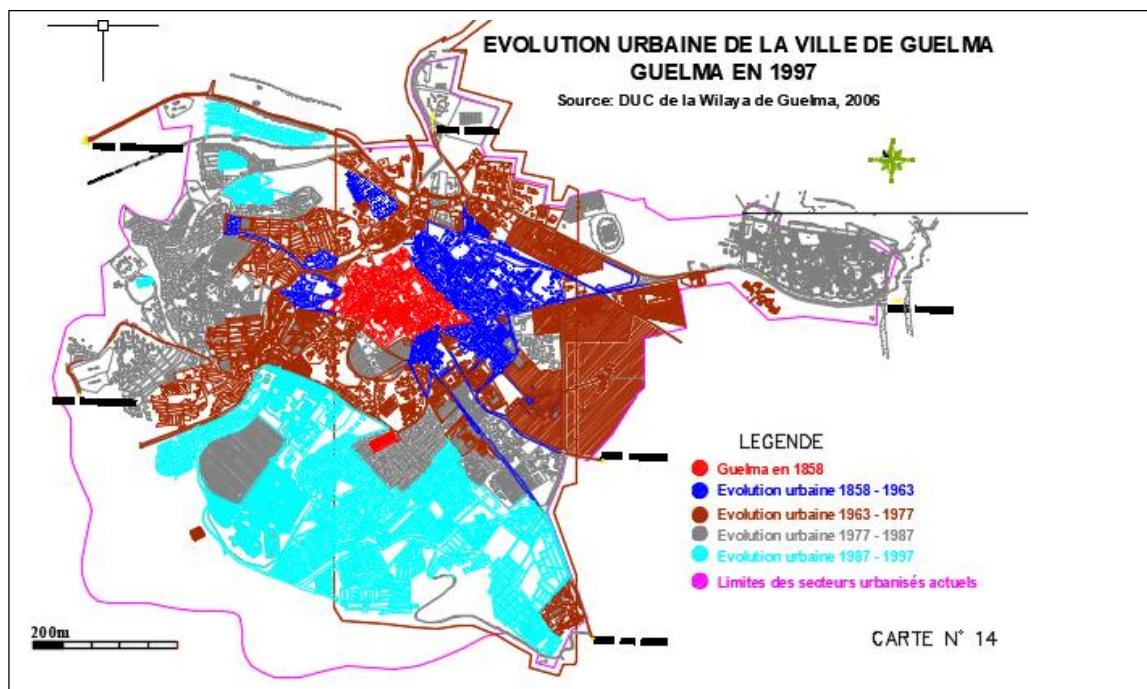 EVOLUTION URBAINE DE LA VILLE DE GUELMA
GUELMA EN 1997
Source: DUC de la Wilaya de Guelma, 2006
LEGENDE
Guelma en 1858
Evolution urbaine 1858 - 1963
Evolution urbaine 1963 - 1977
Evolution urbaine 1977 - 1987
Evolution urbaine 1987 - 1997
Limites des secteurs urbanisés actuels
200m
CARTE N° 14